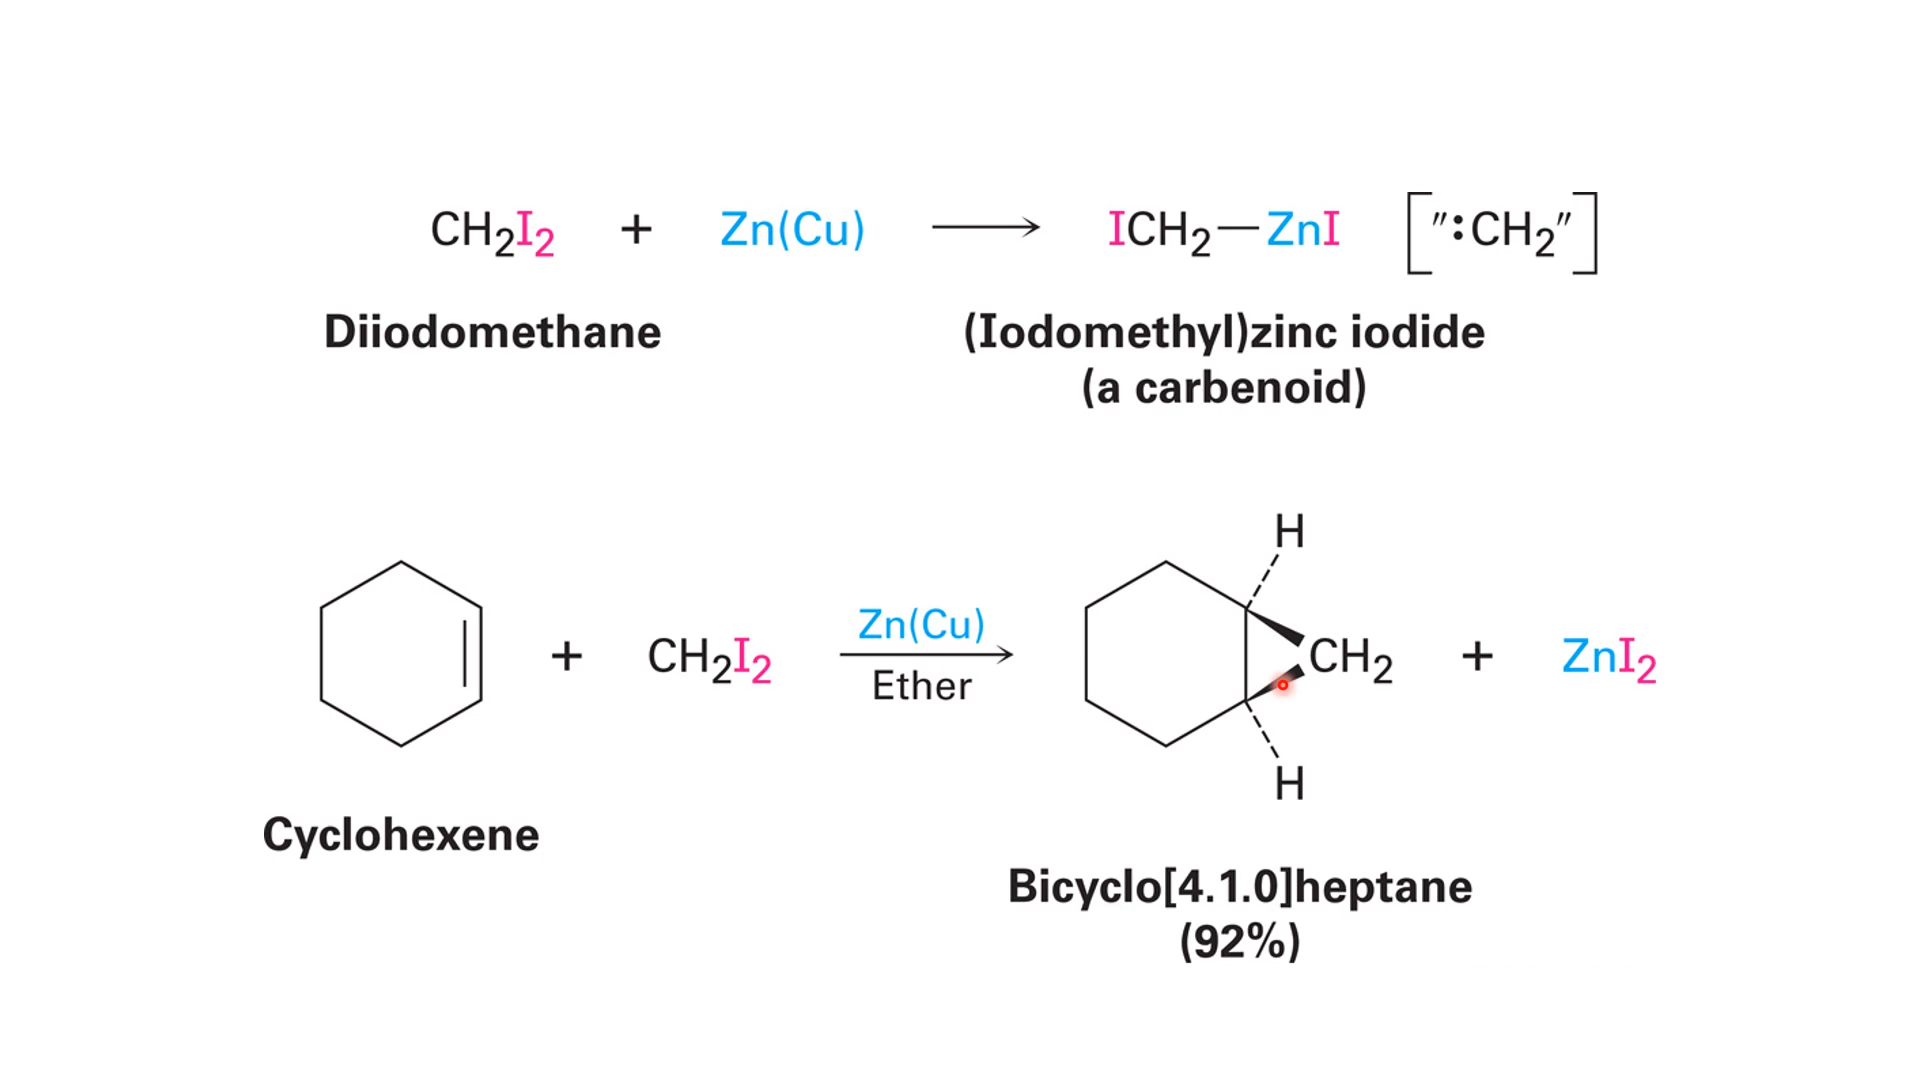 CH₂I₂ + Zn(Cu) ⟶ ICH₂—ZnI [":CH₂"]
Diiodomethane (Iodomethyl)zinc iodide
(a carbenoid)
H
Zn(Cu)
+ CH₂I₂ ⟶ CH₂ + ZnI₂
Ether
H
Cyclohexene
Bicyclo[4.1.0]heptane
(92%)